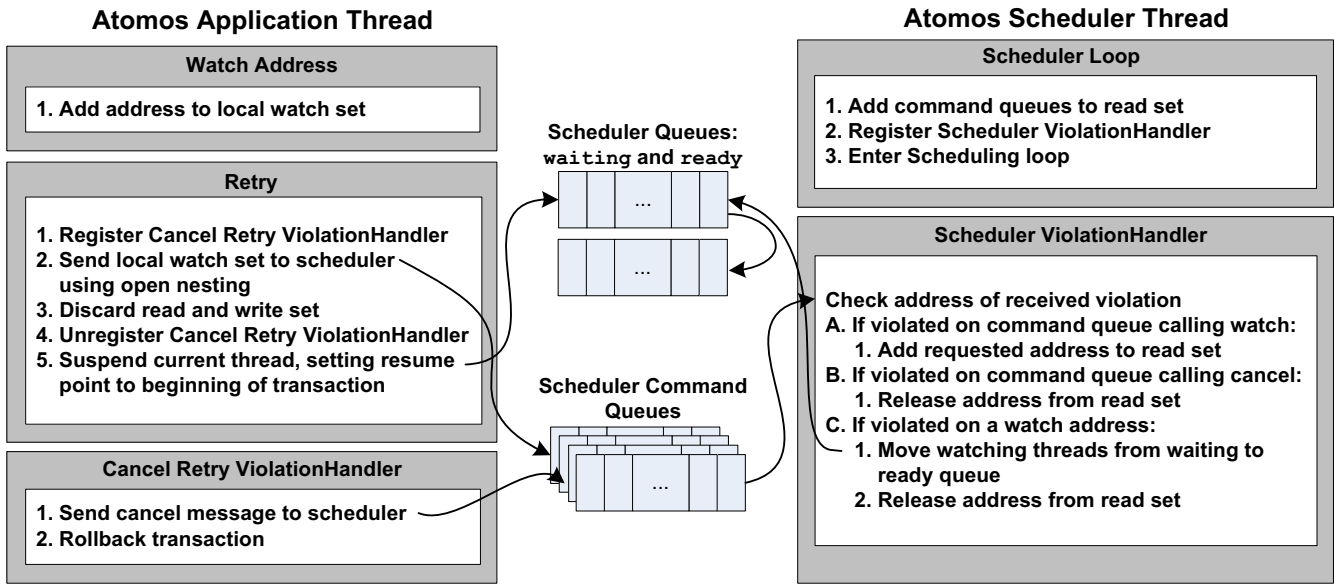 Atomos Application Thread
Watch Address
1. Add address to local watch set
Retry
1. Register Cancel Retry ViolationHandler
2. Send local watch set to scheduler
using open nesting
3. Discard read and write set
4. Unregister Cancel Retry ViolationHandler
5. Suspend current thread, setting resume
point to beginning of transaction
Cancel Retry ViolationHandler
1. Send cancel message to scheduler
2. Rollback transaction
Scheduler Queues:
waiting and ready
...
...
Scheduler Command
Queues
...
Atomos Scheduler Thread
Scheduler Loop
1. Add command queues to read set
2. Register Scheduler ViolationHandler
3. Enter Scheduling loop
Scheduler ViolationHandler
Check address of received violation
A. If violated on command queue calling watch:
1. Add requested address to read set
B. If violated on command queue calling cancel:
1. Release address from read set
C. If violated on a watch address:
1. Move watching threads from waiting to
ready queue
2. Release address from read set